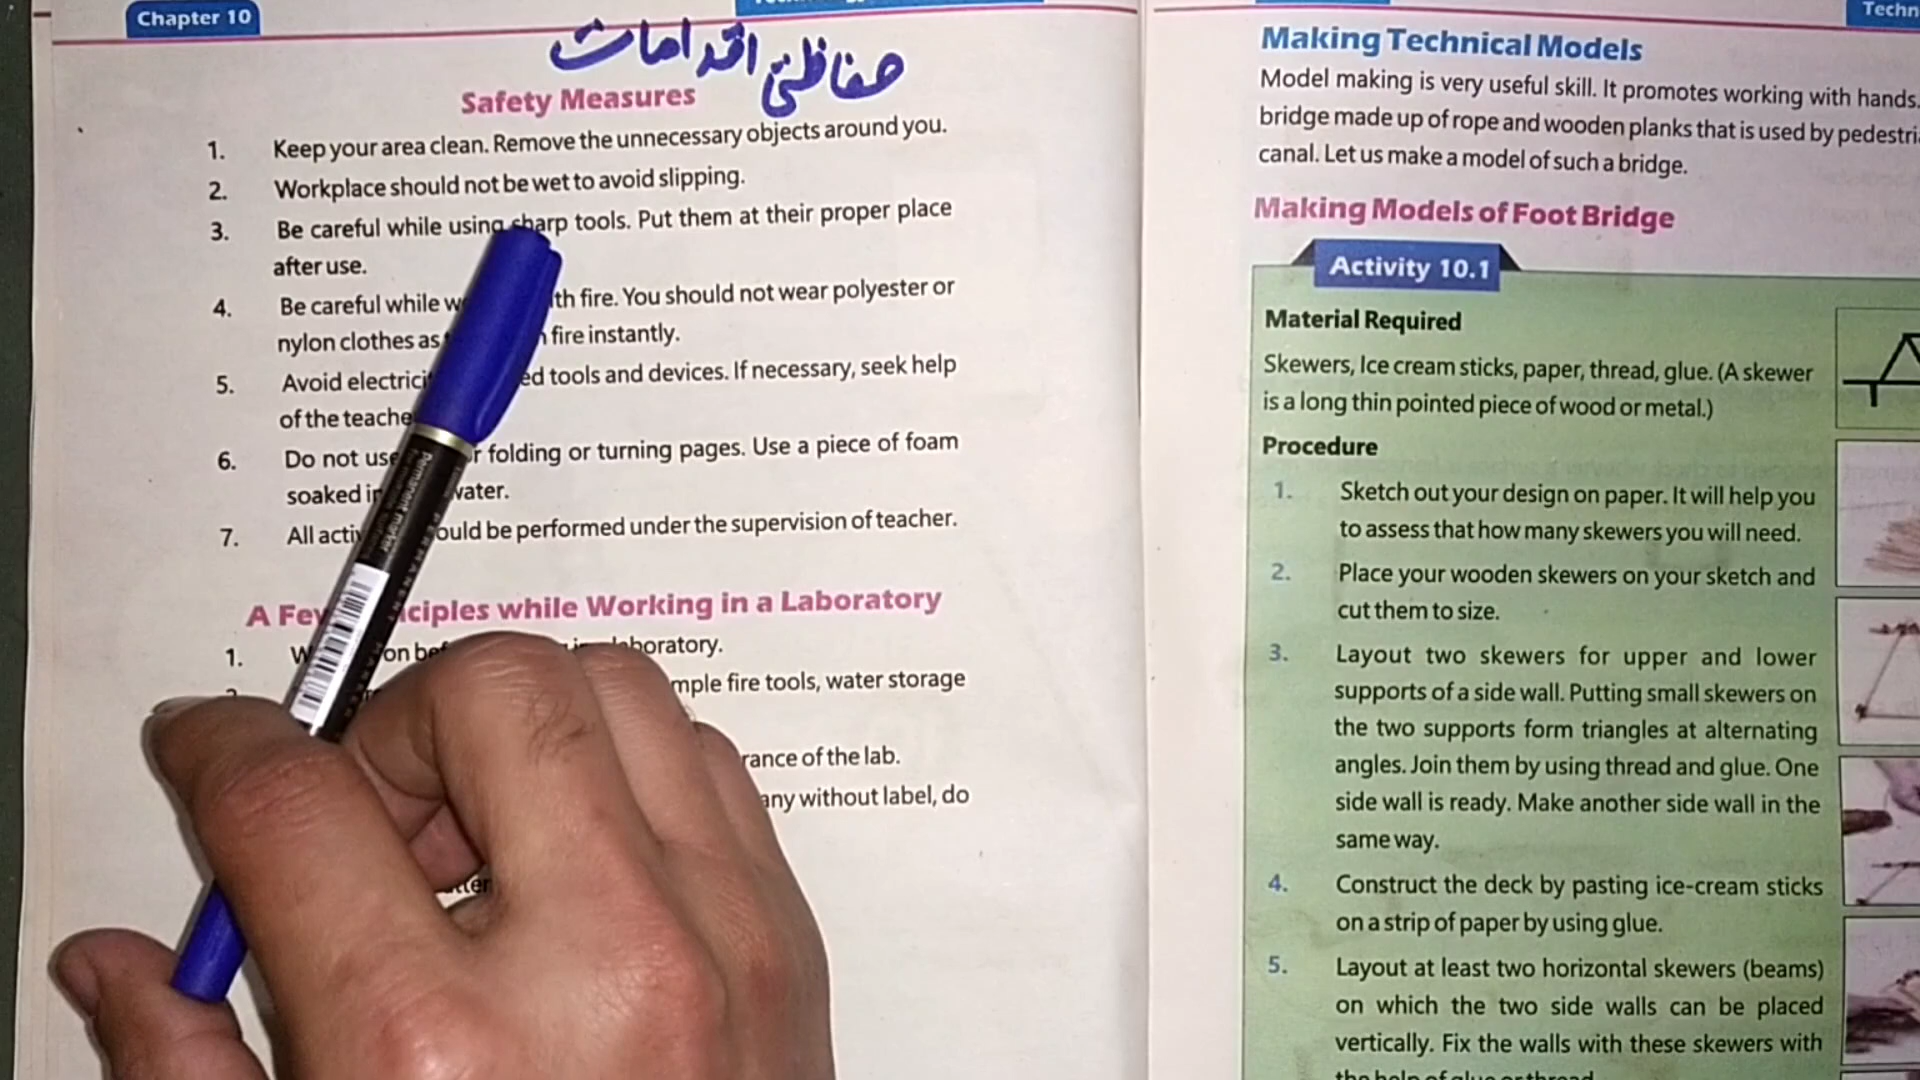 Chapter 10
حفاظتی اقدامات
Safety Measures
1. Keep your area clean. Remove the unnecessary objects around you.
2. Workplace should not be wet to avoid slipping.
3. Be careful while using sharp tools. Put them at their proper place
after use.
4. Be careful while th fire. You should not wear polyester or
nylon clothes as fire instantly.
5. Avoid ed tools and devices. If necessary, seek help
of the
6. Do not use folding or turning pages. Use a piece of foam
soaked water.
7. All ould be performed under the supervision of teacher.
A Few ciples while Working in a Laboratory
1. on laboratory.
mple fire tools, water storage
rance of the lab.
any without label, do
Permanent marker
PERMANENT MARKER
Techn
Making Technical Models
Model making is very useful skill. It promotes working with hands.
bridge made up of rope and wooden planks that is used by pedestri
canal. Let us make a model of such a bridge.
Making Models of Foot Bridge
Activity 10.1
Material Required
Skewers, Ice cream sticks, paper, thread, glue. (A skewer
is a long thin pointed piece of wood or metal.)
Procedure
1. Sketch out your design on paper. It will help you
to assess that how many skewers you will need.
2. Place your wooden skewers on your sketch and
cut them to size.
3. Layout two skewers for upper and lower
supports of a side wall. Putting small skewers on
the two supports form triangles at alternating
angles. Join them by using thread and glue. One
side wall is ready. Make another side wall in the
same way.
4. Construct the deck by pasting ice-cream sticks
on a strip of paper by using glue.
5. Layout at least two horizontal skewers (beams)
on which the two side walls can be placed
vertically. Fix the walls with these skewers with
the help of glue or thread